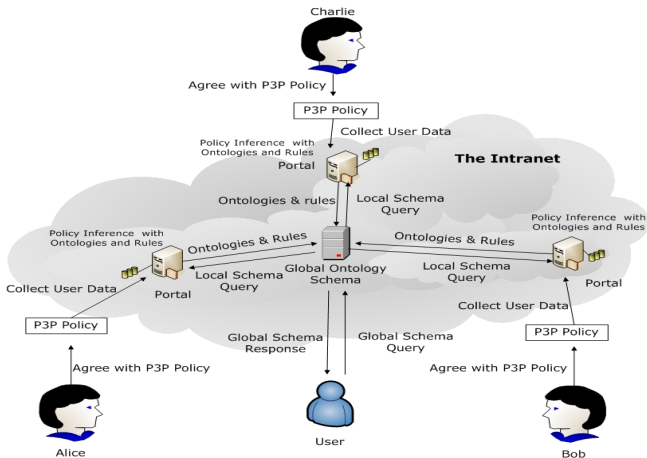 Charlie
Agree with P3P Policy
P3P Policy
Collect User Data
Policy Inference with
Ontologies and Rules
Portal
The Intranet
Ontologies & rules
Local Schema
Query
Policy Inference with
Ontologies and Rules
Ontologies & Rules
Local Schema
Query
Portal
Collect User Data
P3P Policy
Agree with P3P Policy
Alice
Global Ontology
Schema
Policy Inference with
Ontologies and Rules
Ontologies & Rules
Local Schema
Query
Portal
Collect User Data
P3P Policy
Agree with P3P Policy
Bob
Global Schema
Response
Global Schema
Query
User